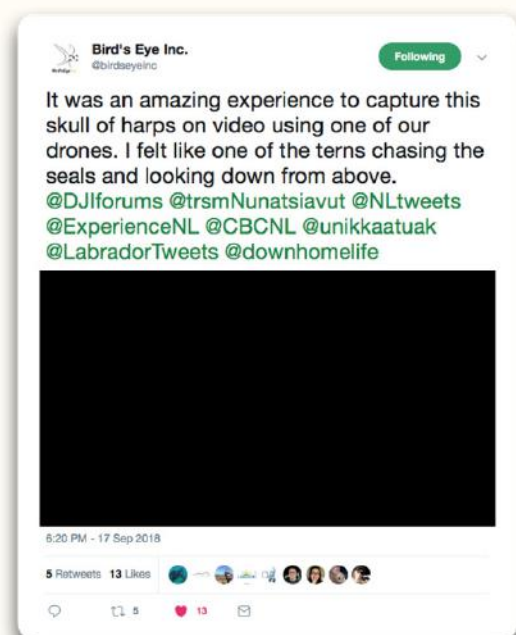 Bird's Eye Inc.
@birdseyeinc
Following
It was an amazing experience to capture this
skull of harps on video using one of our
drones. I felt like one of the terns chasing the
seals and looking down from above.
@DJIforums @trsmNunatsiavut @NLtweets
@ExperienceNL @CBCNL @unikkaatuak
@LabradorTweets @downhomelife
6:20 PM - 17 Sep 2018
5 Retweets 13 Likes
5 13